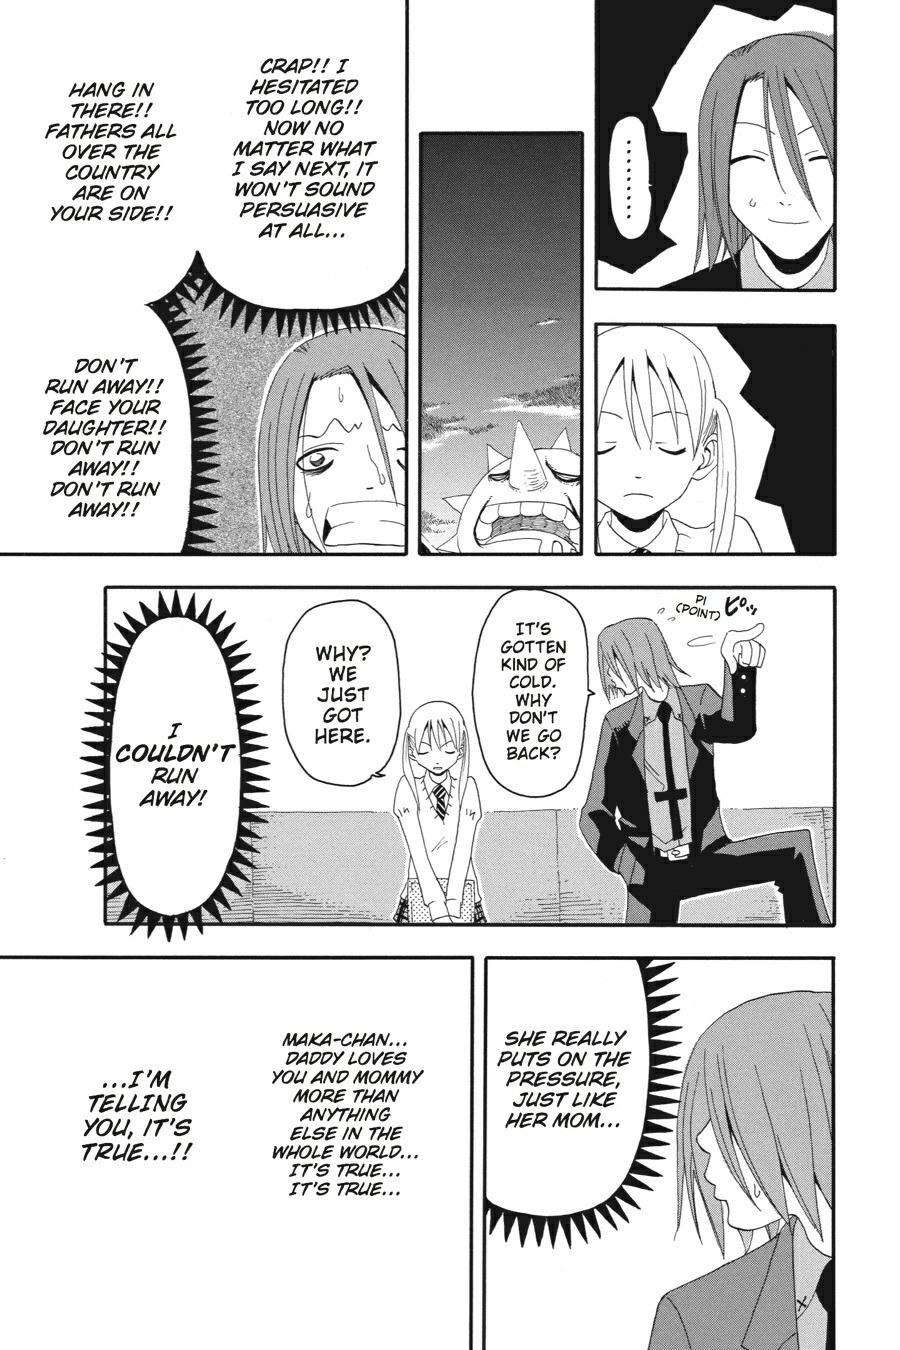 .........
CRAP!! I
HESITATED
TOO LONG!!
NOW NO
MATTER WHAT
I SAY NEXT, IT
WON'T SOUND
PERSUASIVE
AT ALL...
HANG IN
THERE!!
FATHERS ALL
OVER THE
COUNTRY
ARE ON
YOUR SIDE!!
DON'T
RUN AWAY!!
FACE YOUR
DAUGHTER!!
DON'T RUN
AWAY!!
DON'T RUN
AWAY!!
ピッ
PI
(POINT)
IT'S
GOTTEN
KIND OF
COLD.
WHY
DON'T
WE GO
BACK?
WHY?
WE
JUST
GOT
HERE.
I
COULDN'T
RUN
AWAY!
SHE REALLY
PUTS ON THE
PRESSURE,
JUST LIKE
HER MOM...
MAKA-CHAN...
DADDY LOVES
YOU AND MOMMY
MORE THAN
ANYTHING
ELSE IN THE
WHOLE WORLD...
IT'S TRUE...
IT'S TRUE...
...I'M
TELLING
YOU, IT'S
TRUE...!!